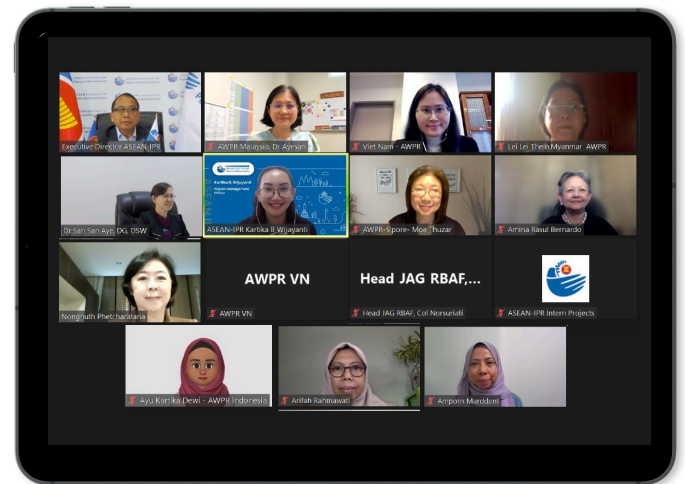 Executive Director ASEAN-IPR
AWPR Malaysia, Dr Ayesan
Viet Nam - AWPR
Lei Lei Thein,Myanmar AWPR
Dr.San San Aye, DG, DSW
Kartika R. Wijayanti
ASEAN-IPR Kartika B_Wijayanti
AWPR-S'pore- Moe Thuzar
Amina Rasul Bernardo
Nongnuth Phetcharatana
AWPR VN
AWPR VN
Head JAG RBAF,...
Head JAG RBAF, Col Norsuriati
ASEAN-IPR Intern Projects
Ayu Kartika Dewi - AWPR Indonesia
Arifah Rahmawati
Amporn Marddent